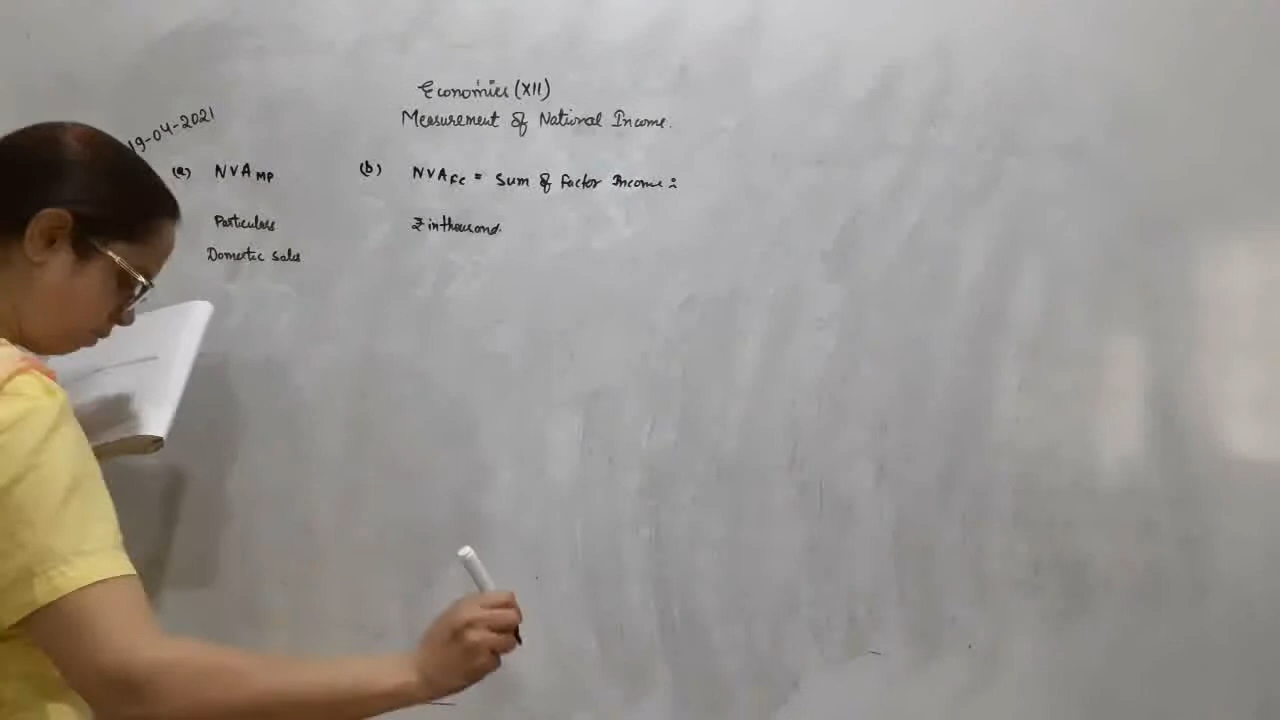 Economics (XII)
Measurement of National Income.
19-04-2021
(a) NVA MP (b) NVA FC = Sum of Factor Income :
Particulars ₹ in thousand.
Domestic sales